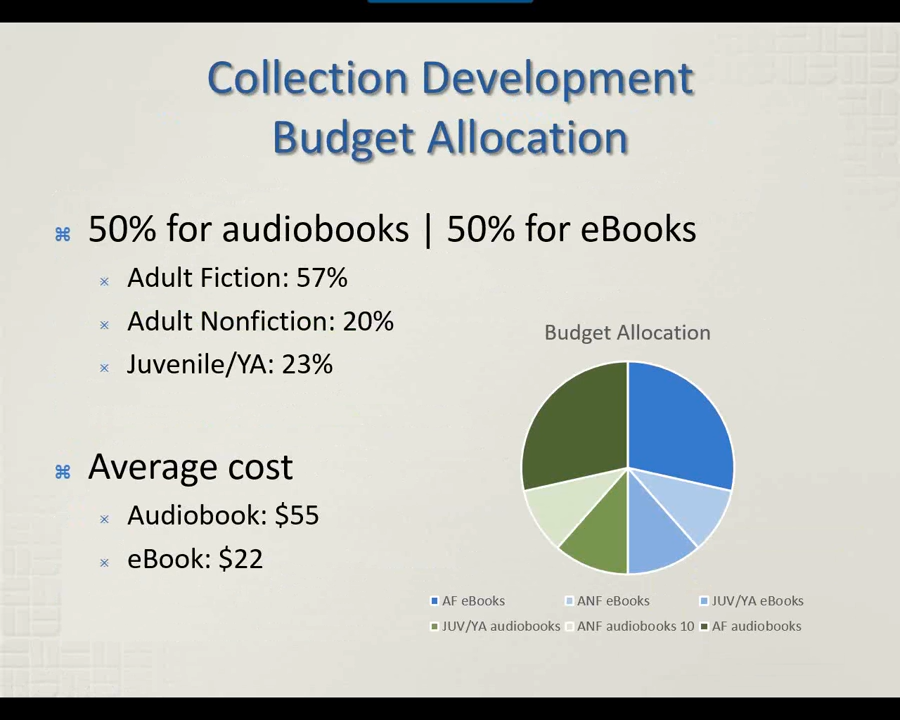 Collection Development
Budget Allocation
50% for audiobooks | 50% for eBooks
Adult Fiction: 57%
Adult Nonfiction: 20%
Juvenile/YA: 23%
Average cost
Audiobook: $55
eBook: $22
Budget Allocation
AF eBooks ANF eBooks JUV/YA eBooks
JUV/YA audiobooks ANF audiobooks 10 AF audiobooks